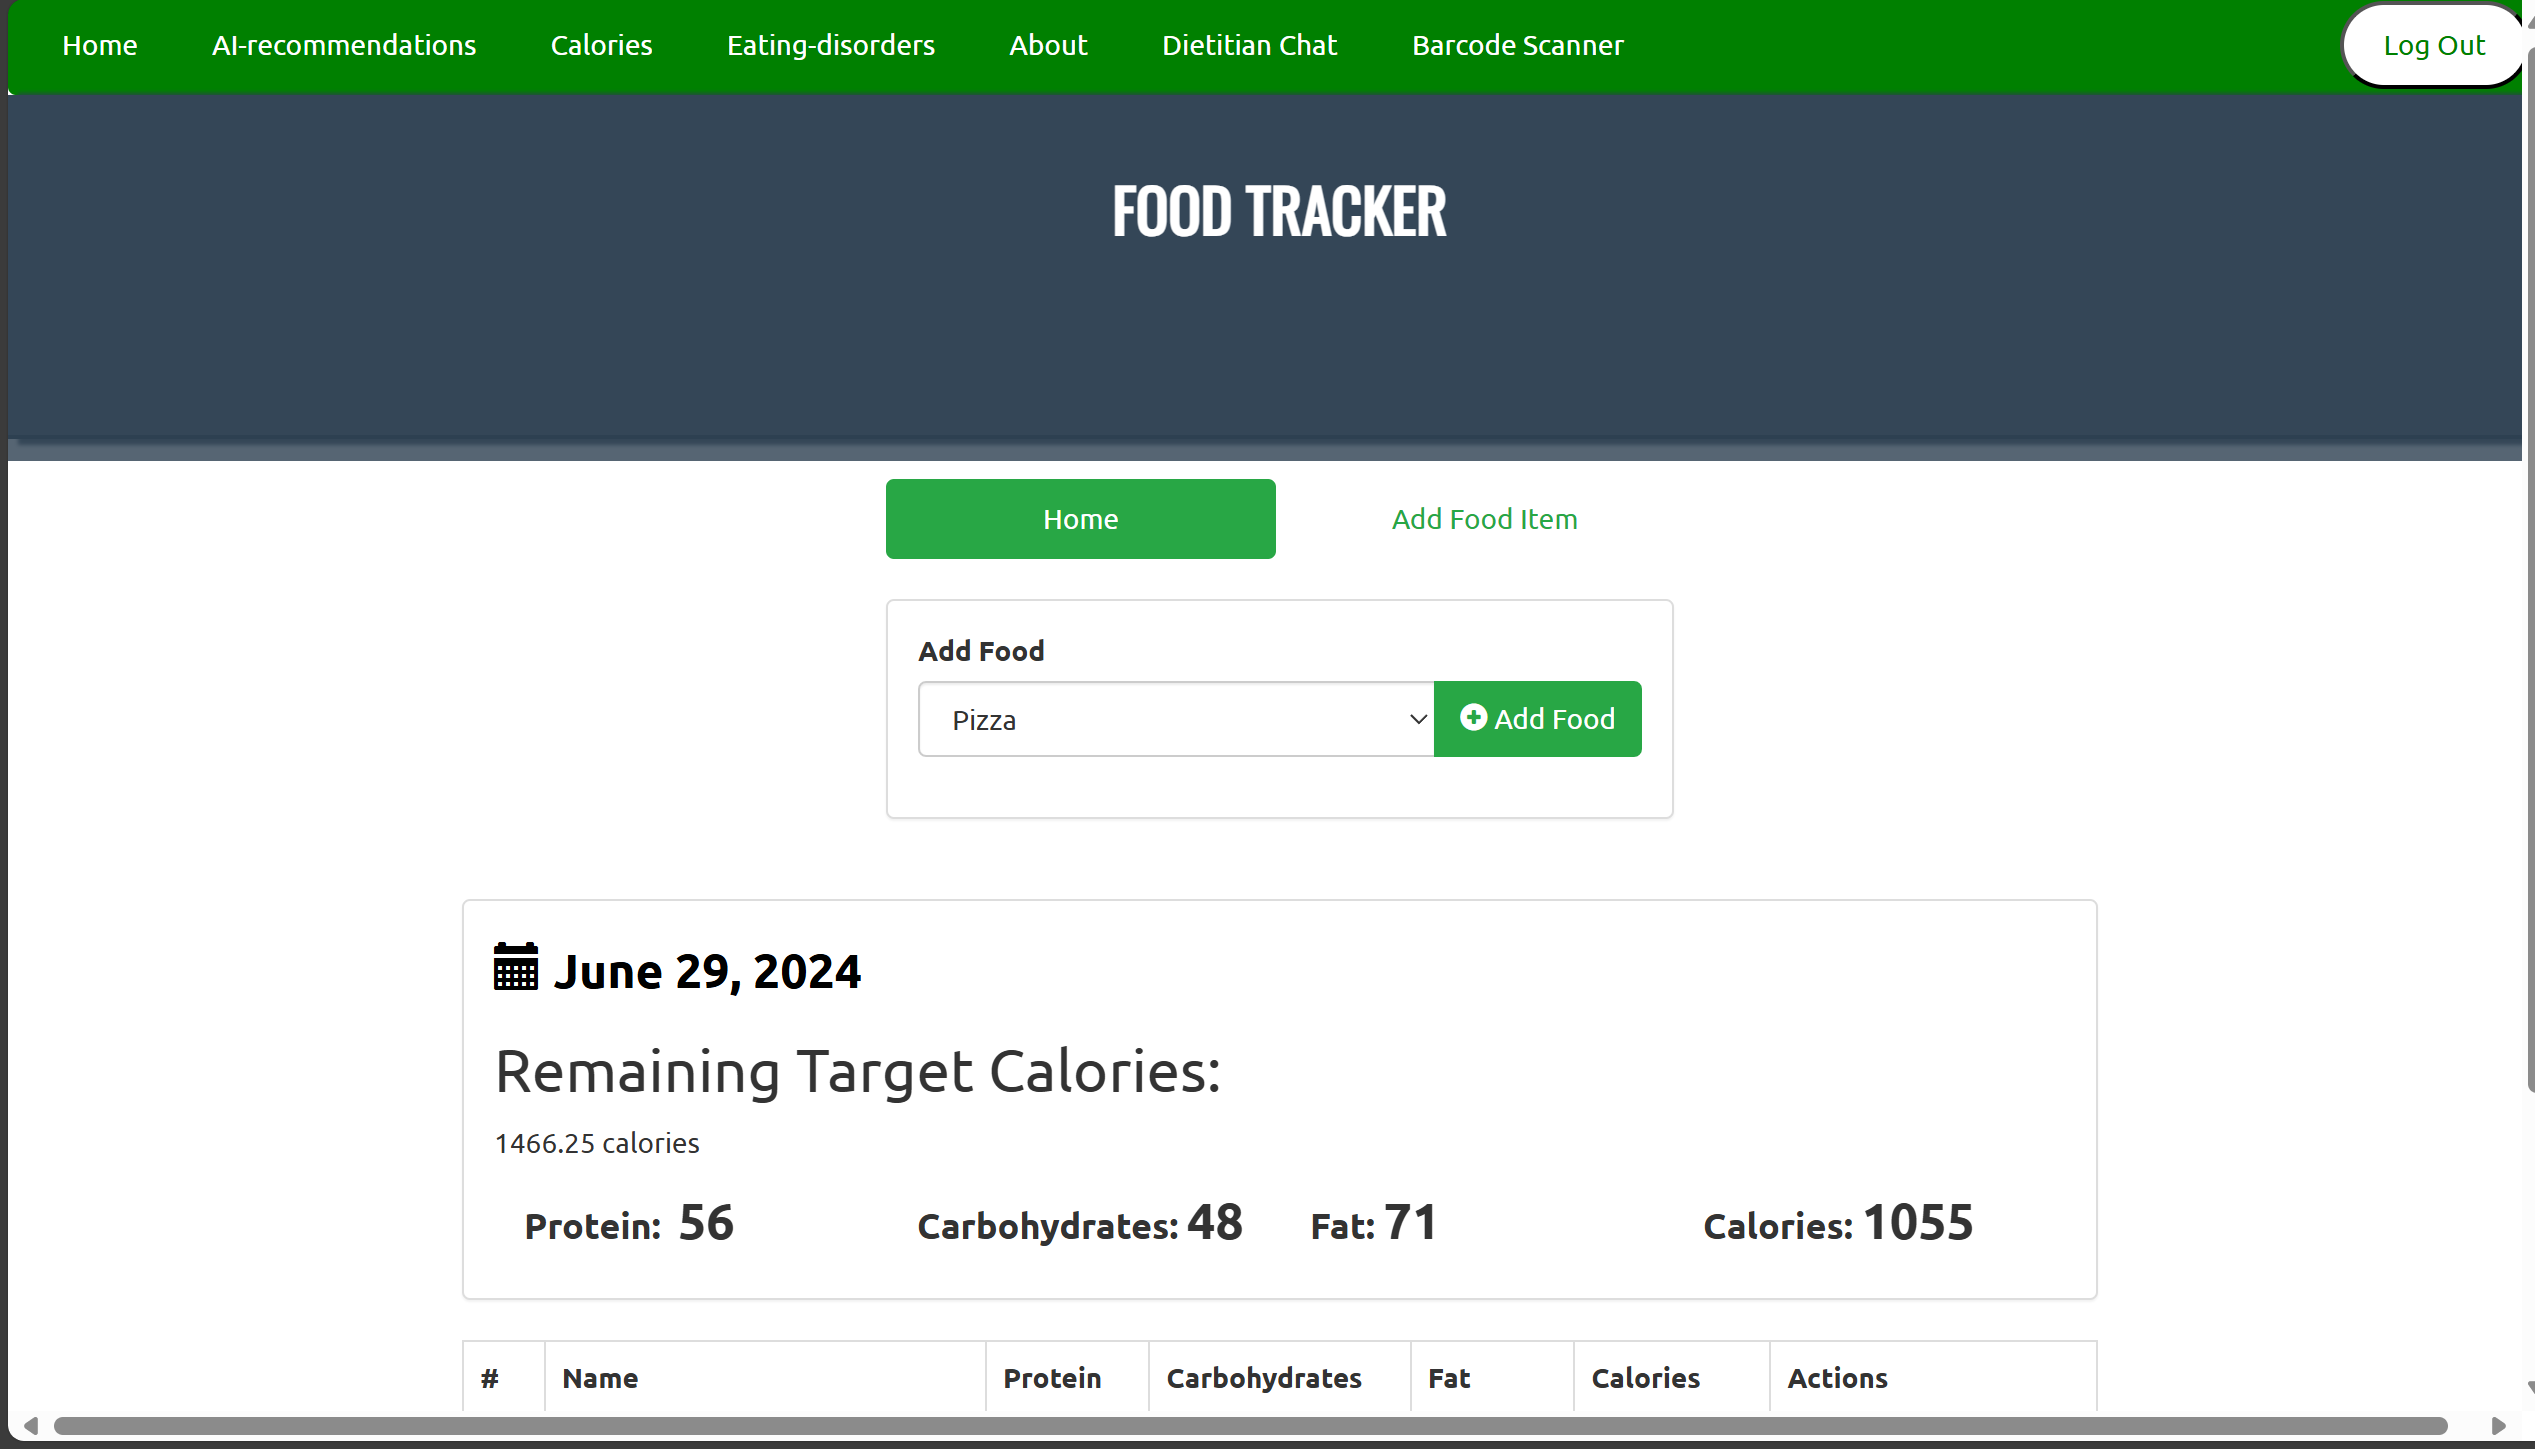 Home AI-recommendations Calories Eating-disorders About Dietitian Chat Barcode Scanner Log Out
FOOD TRACKER
Home Add Food Item
Add Food
Pizza Add Food
June 29, 2024
Remaining Target Calories:
1466.25 calories
Protein: 56 Carbohydrates: 48 Fat: 71 Calories: 1055
# Name Protein Carbohydrates Fat Calories Actions